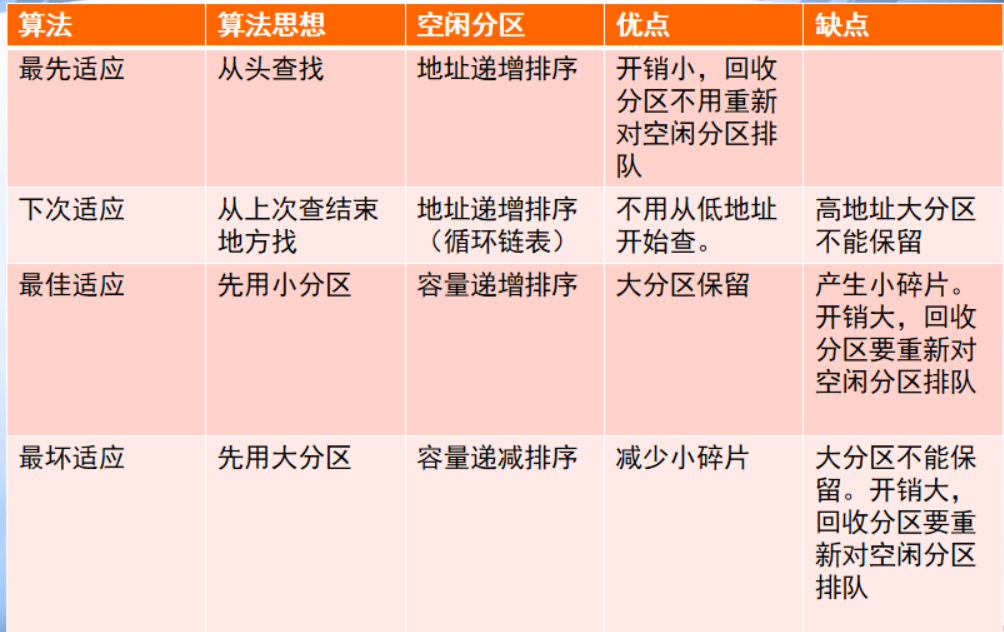 算法 算法思想 空闲分区 优点 缺点
最先适应 从头查找 地址递增排序 开销小，回收
分区不用重新
对空闲分区排
队
下次适应 从上次查结束 地址递增排序 不用从低地址 高地址大分区
地方找 （循环链表） 开始查。 不能保留
最佳适应 先用小分区 容量递增排序 大分区保留 产生小碎片。
开销大，回收
分区要重新对
空闲分区排队
最坏适应 先用大分区 容量递减排序 减少小碎片 大分区不能保
留。开销大，
回收分区要重
新对空闲分区
排队